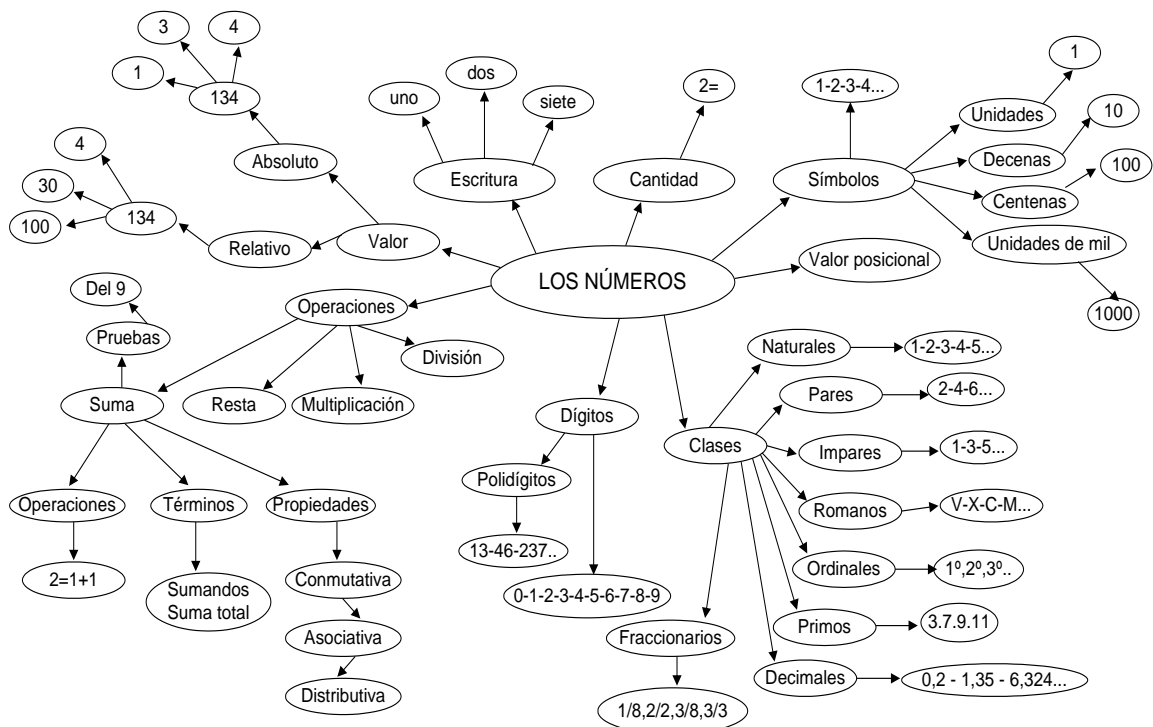 3
4
1
134
Absoluto
4
30
100
134
Relativo
Valor
uno
dos
siete
Escritura
2=
Cantidad
1-2-3-4...
Símbolos
Unidades
1
Decenas
10
Centenas
100
Unidades de mil
1000
LOS NÚMEROS
Valor posicional
Operaciones
Del 9
Pruebas
Suma
Resta
Multiplicación
División
Operaciones
2=1+1
Términos
Sumandos
Suma total
Propiedades
Conmutativa
Asociativa
Distributiva
Dígitos
Polidígitos
13-46-237..
0-1-2-3-4-5-6-7-8-9
Clases
Naturales
1-2-3-4-5...
Pares
2-4-6...
Impares
1-3-5...
Romanos
V-X-C-M...
Ordinales
1º,2º,3º..
Primos
3.7.9.11
Decimales
0,2 - 1,35 - 6,324...
Fraccionarios
1/8,2/2,3/8,3/3